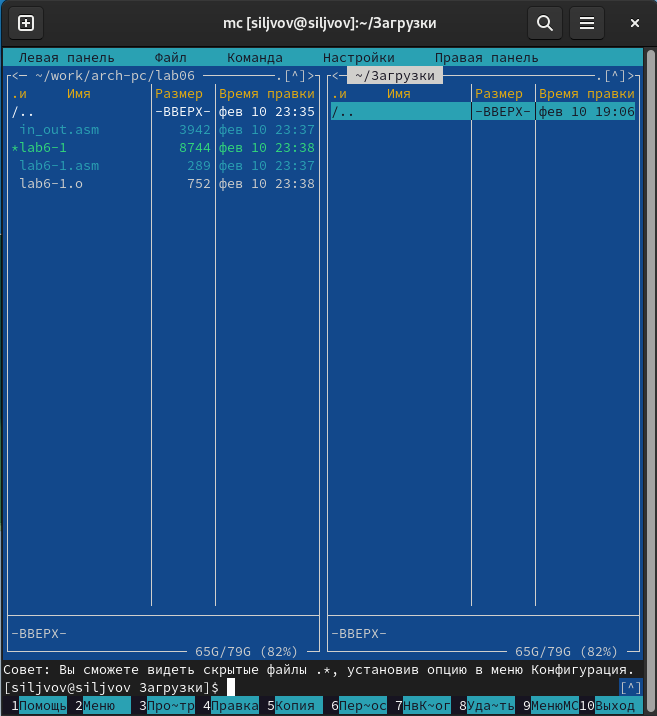 mc [siljvov@siljvov]:~/Загрузки
Левая панель Файл Команда Настройки Правая панель
<─ ~/work/arch-pc/lab06 ─.[^]> <─ ~/Загрузки ─.[^]>
.и Имя Размер Время правки .и Имя Размер Время правки
/.. -ВВЕРХ- фев 10 23:35 /.. -ВВЕРХ- фев 10 19:06
in_out.asm 3942 фев 10 23:37
*lab6-1 8744 фев 10 23:38
lab6-1.asm 289 фев 10 23:37
lab6-1.o 752 фев 10 23:38
-ВВЕРХ- -ВВЕРХ-
65G/79G (82%) 65G/79G (82%)
Совет: Вы сможете видеть скрытые файлы .*, установив опцию в меню Конфигурация.
[siljvov@siljvov Загрузки]$ [^]
1Помощь 2Меню 3Про~тр 4Правка 5Копия 6Пер~ос 7НвК~ог 8Уда~ть 9МенюМС10Выход